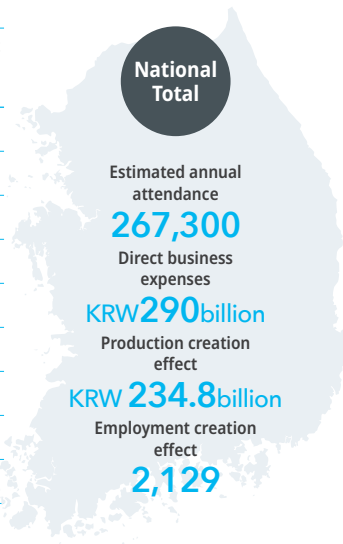 National
Total
Estimated annual
attendance
267,300
Direct business
expenses
KRW290billion
Production creation
effect
KRW 234.8billion
Employment creation
effect
2,129